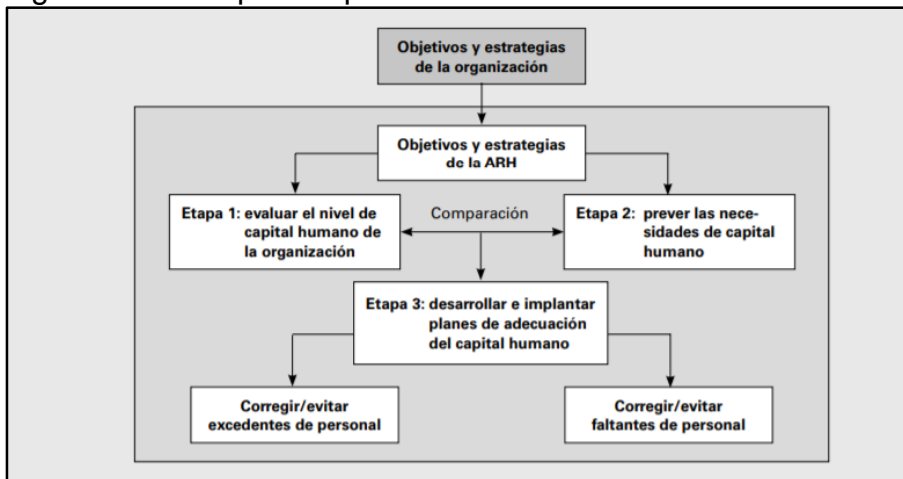 Objetivos y estrategias
de la organización
Objetivos y estrategias
de la ARH
Etapa 1: evaluar el nivel de
capital humano de
la organización
Comparación
Etapa 2: prever las nece-
sidades de capital
humano
Etapa 3: desarrollar e implantar
planes de adecuación
del capital humano
Corregir/evitar
excedentes de personal
Corregir/evitar
faltantes de personal